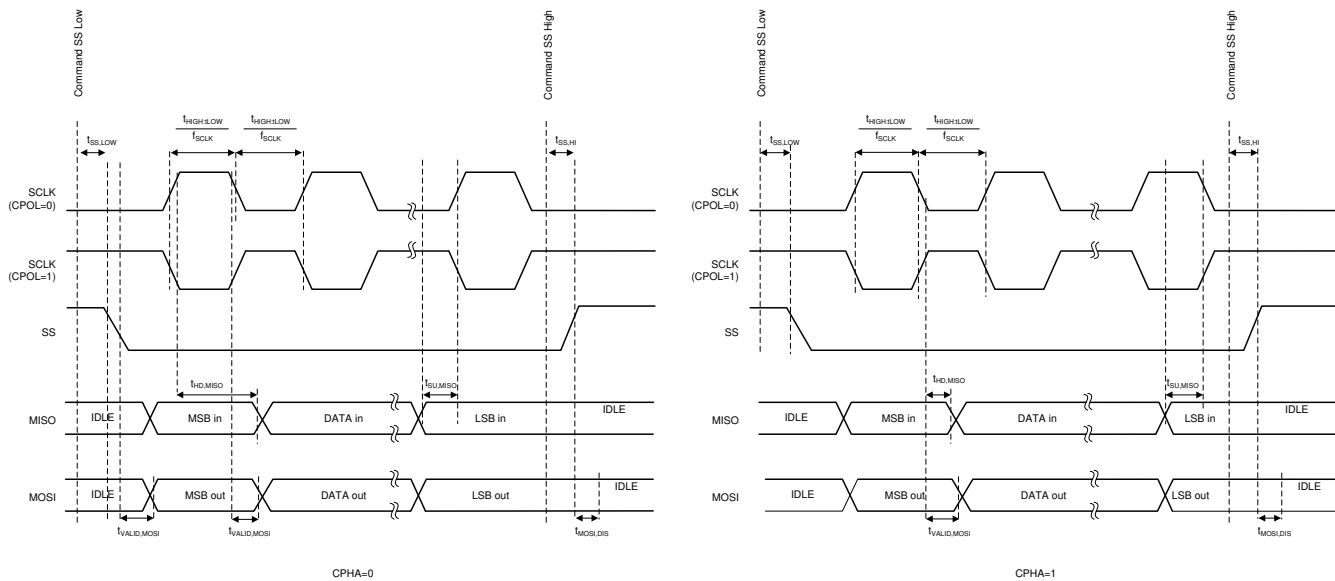 Command SS Low
Command SS High
tHIGH:tLOW
fSCLK
tHIGH:tLOW
fSCLK
tSS,LOW
tSS,HI
SCLK
(CPOL=0)
SCLK
(CPOL=1)
SS
tHD,MISO
tSU,MISO
MISO
IDLE
MSB in
DATA in
LSB in
IDLE
MOSI
IDLE
MSB out
DATA out
LSB out
IDLE
tVALID,MOSI
tVALID,MOSI
tMOSI,DIS
CPHA=0
Command SS Low
Command SS High
tHIGH:tLOW
fSCLK
tHIGH:tLOW
fSCLK
tSS,LOW
tSS,HI
SCLK
(CPOL=0)
SCLK
(CPOL=1)
SS
tHD,MISO
tSU,MISO
MISO
IDLE
MSB in
DATA in
LSB in
IDLE
MOSI
IDLE
MSB out
DATA out
LSB out
IDLE
tVALID,MOSI
tMOSI,DIS
CPHA=1